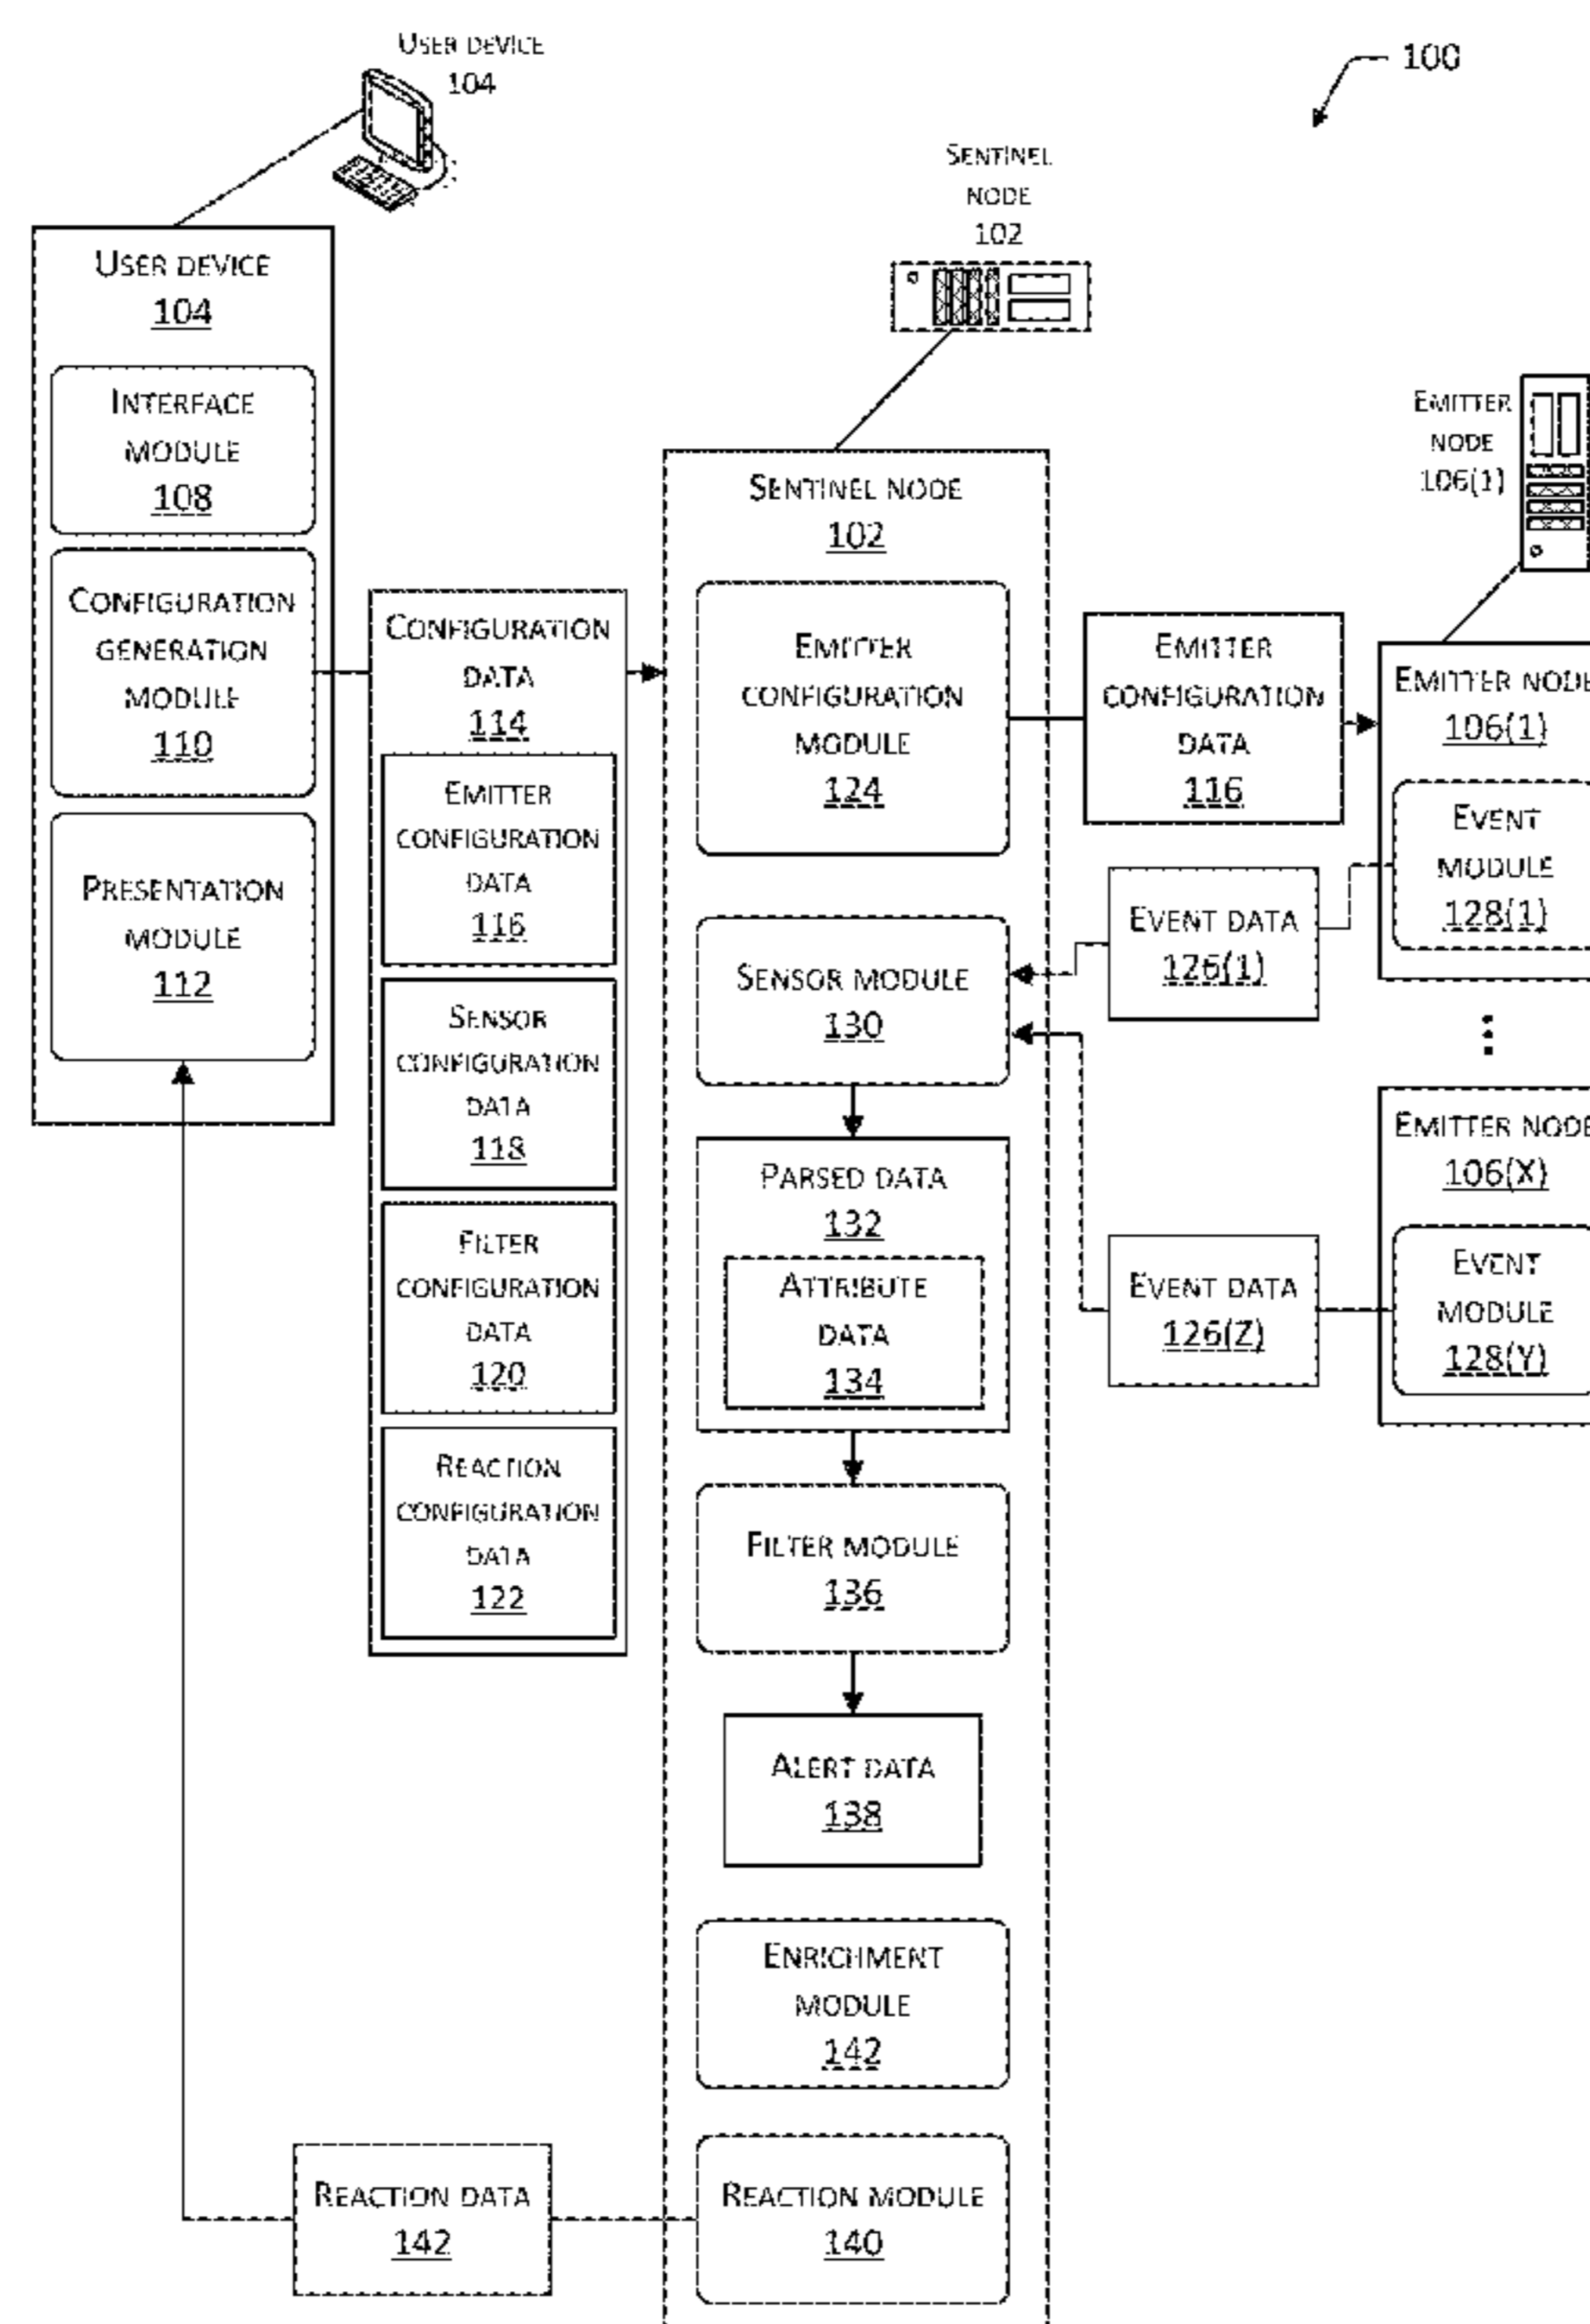 USER DEVICE
104
100
SENTINEL
NODE
102
USER DEVICE
104
INTERFACE
MODULE
108
CONFIGURATION
GENERATION
MODULE
110
PRESENTATION
MODULE
112
CONFIGURATION
DATA
114
EMITTER
CONFIGURATION
DATA
116
SENSOR
CONFIGURATION
DATA
118
FILTER
CONFIGURATION
DATA
120
REACTION
CONFIGURATION
DATA
122
SENTINEL NODE
102
EMITTER
CONFIGURATION
MODULE
124
SENSOR MODULE
130
PARSED DATA
132
ATTRIBUTE
DATA
134
FILTER MODULE
136
ALERT DATA
138
ENRICHMENT
MODULE
142
REACTION MODULE
140
REACTION DATA
142
EMITTER
CONFIGURATION
DATA
116
EVENT DATA
126(1)
EVENT DATA
126(Z)
EMITTER
NODE
106(1)
EMITTER NODE
106(1)
EVENT
MODULE
128(1)
EMITTER NODE
106(X)
EVENT
MODULE
128(Y)